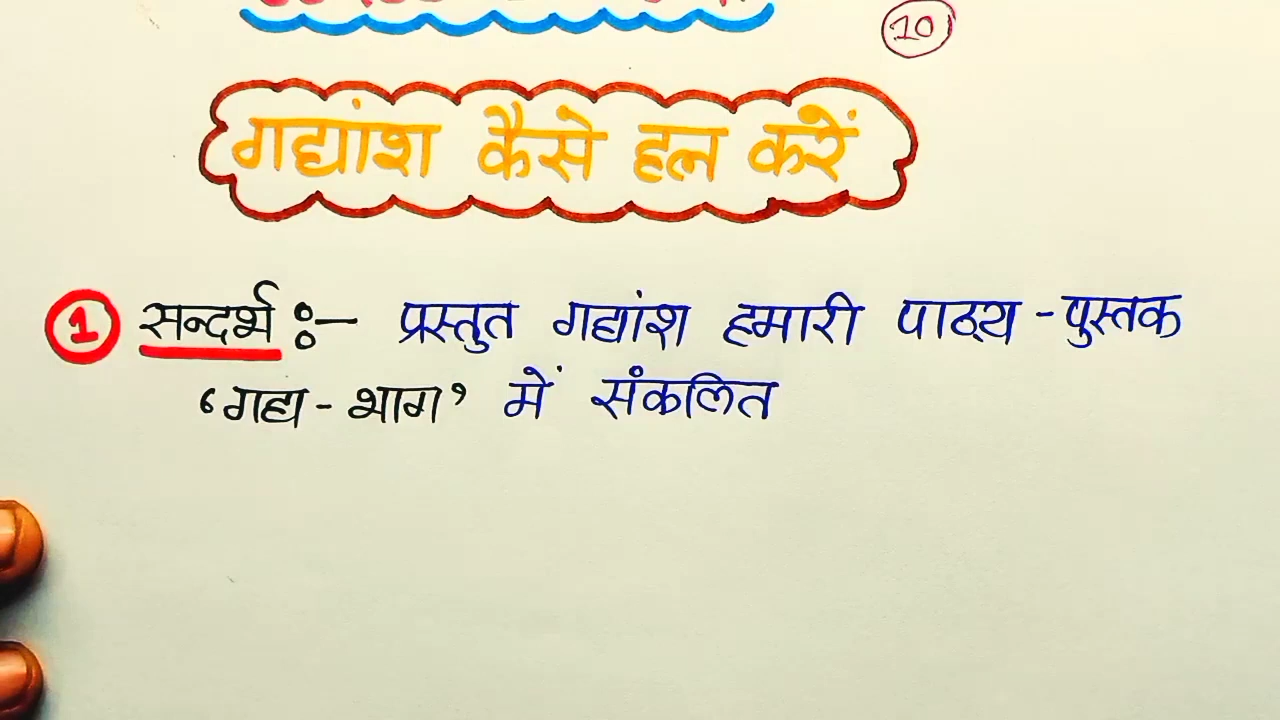 10
गद्यांश कैसे हल करें
1 सन्दर्भ :- प्रस्तुत गद्यांश हमारी पाठ्य-पुस्तक
‘गद्य-भाग’ में संकलित